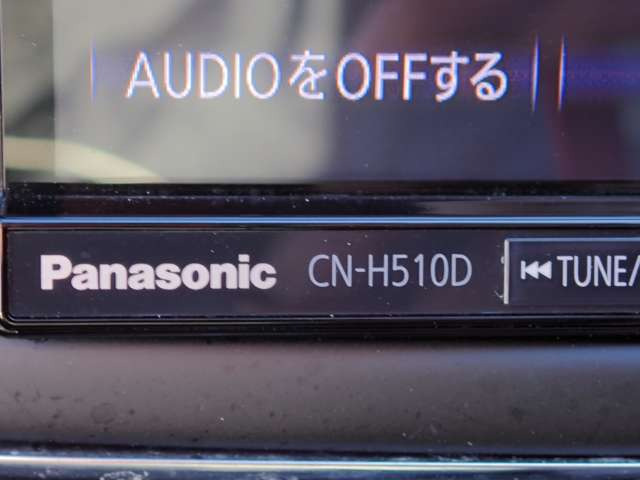 AUDIOをOFFする
Panasonic CN-H510D ⏮ TUNE/